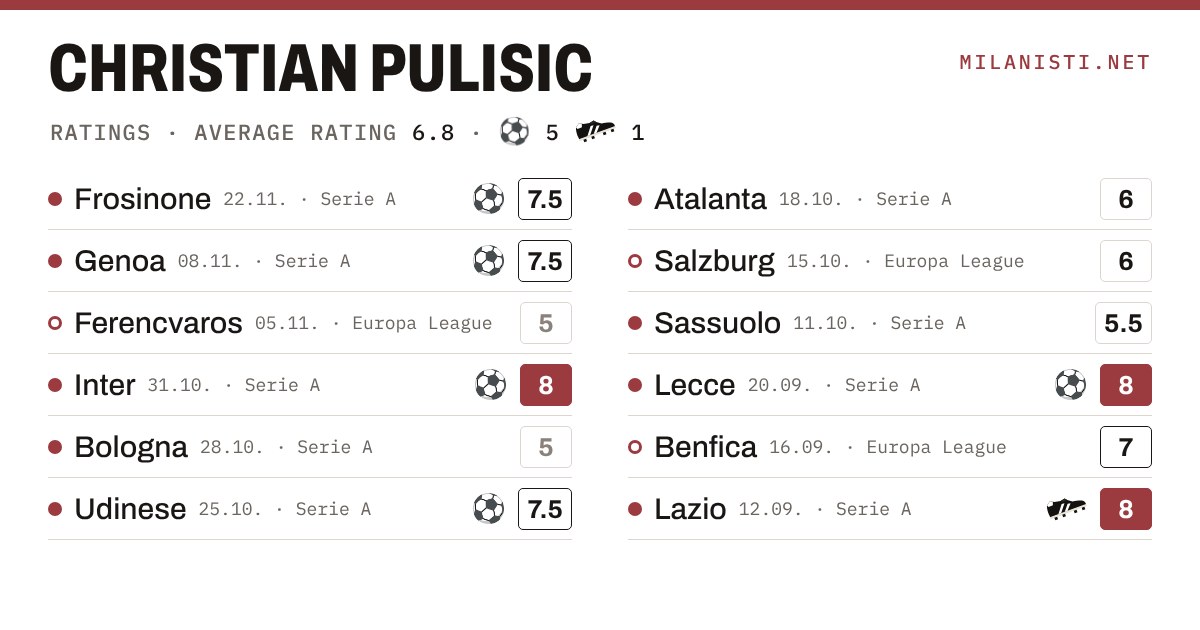 CHRISTIAN PULISIC
MILANISTI.NET
RATINGS · AVERAGE RATING 6.8 · 5 1
Frosinone 22.11. · Serie A 7.5
Genoa 08.11. · Serie A 7.5
Ferencvaros 05.11. · Europa League 5
Inter 31.10. · Serie A 8
Bologna 28.10. · Serie A 5
Udinese 25.10. · Serie A 7.5
Atalanta 18.10. · Serie A 6
Salzburg 15.10. · Europa League 6
Sassuolo 11.10. · Serie A 5.5
Lecce 20.09. · Serie A 8
Benfica 16.09. · Europa League 7
Lazio 12.09. · Serie A 8